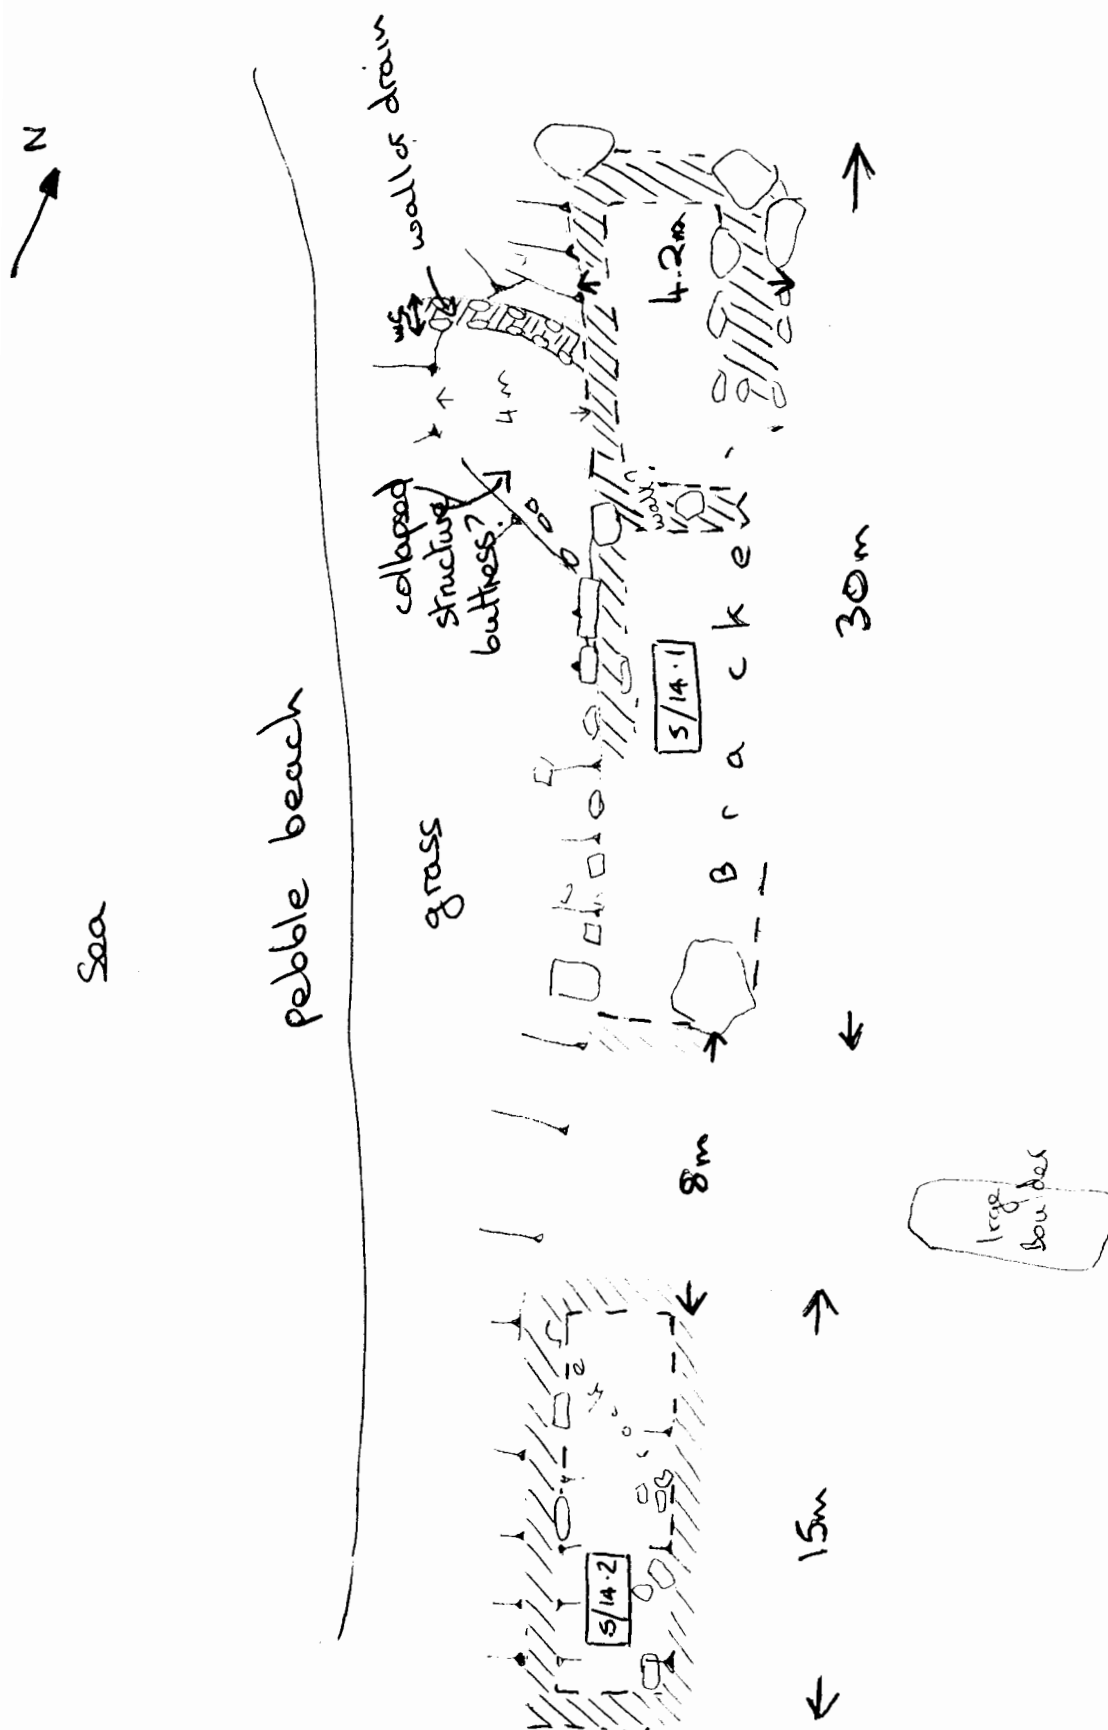 N
Sea
pebble beach
grass
wall or drain
4m
collapsed
structure
buttress?
4.2m
wall?
S/14.1
Bracken
30m
8m
lrge
Boulder
S/14.2
15m